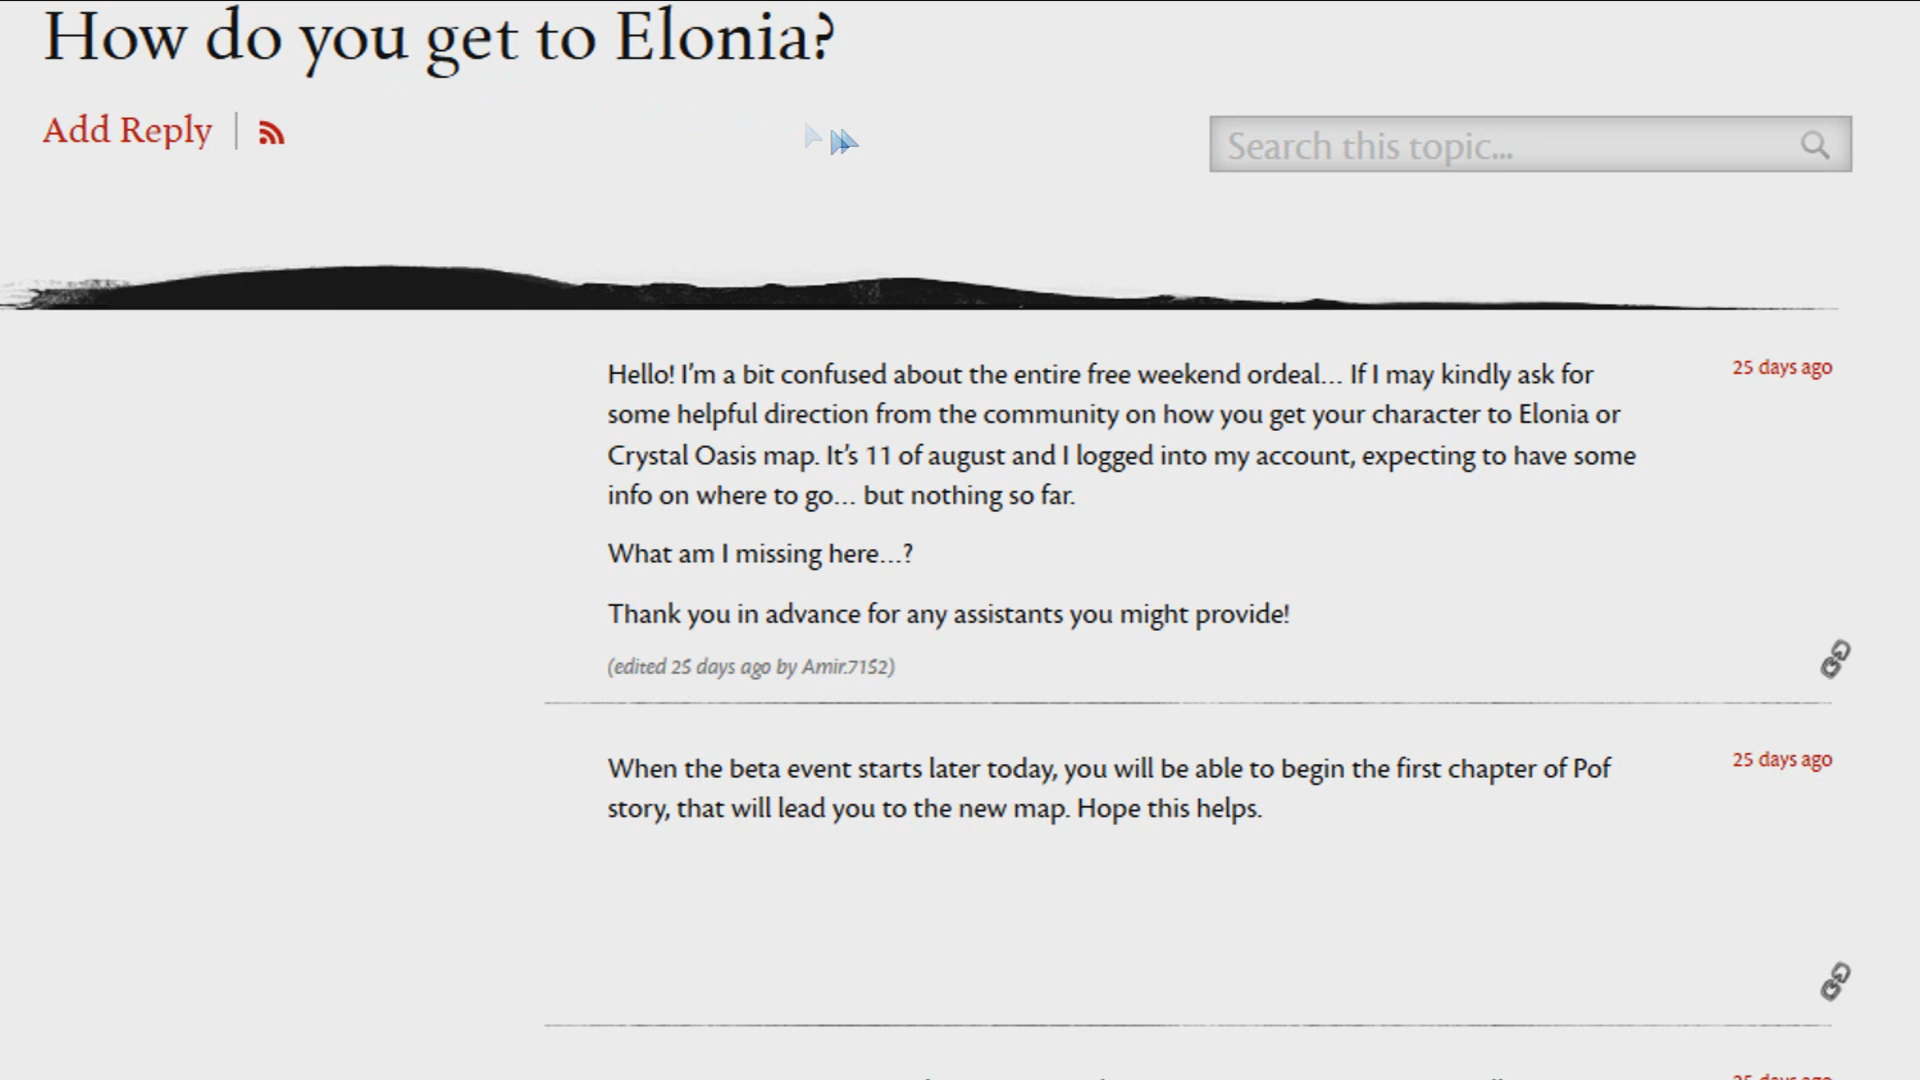 How do you get to Elonia?
Add Reply
Search this topic...
Hello! I'm a bit confused about the entire free weekend ordeal... If I may kindly ask for
25 days ago
some helpful direction from the community on how you get your character to Elonia or
Crystal Oasis map. It's 11 of august and I logged into my account, expecting to have some
info on where to go... but nothing so far.
What am I missing here...?
Thank you in advance for any assistants you might provide!
(edited 25 days ago by Amir.7152)
When the beta event starts later today, you will be able to begin the first chapter of Pof
25 days ago
story, that will lead you to the new map. Hope this helps.
25 days ago